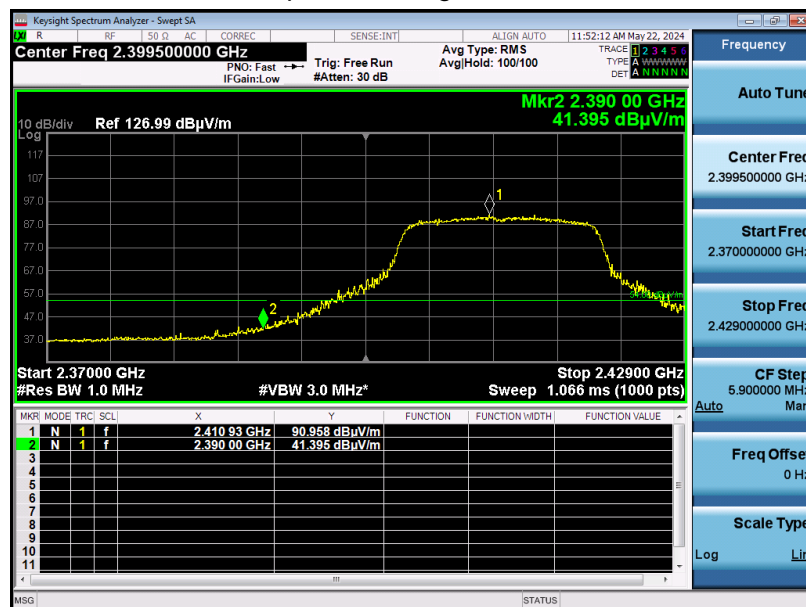 Keysight Spectrum Analyzer - Swept SA
LXI R RF 50 Ω AC CORREC SENSE:INT ALIGN AUTO 11:52:12 AM May 22, 2024
Center Freq 2.399500000 GHz
PNO: Fast
IFGain:Low
Trig: Free Run
#Atten: 30 dB
Avg Type: RMS
Avg|Hold: 100/100
TRACE 1 2 3 4 5 6
TYPE A WWWWW
DET A N N N N N
Mkr2 2.390 00 GHz
41.395 dBµV/m
10 dB/div Ref 126.99 dBµV/m
Log
117
107
97.0
87.0
77.0
67.0
57.0
47.0
37.0
1
2
Start 2.37000 GHz Stop 2.42900 GHz
#Res BW 1.0 MHz #VBW 3.0 MHz* Sweep 1.066 ms (1000 pts)
MKR MODE TRC SCL X Y FUNCTION FUNCTION WIDTH FUNCTION VALUE
1 N 1 f 2.410 93 GHz 90.958 dBµV/m
2 N 1 f 2.390 00 GHz 41.395 dBµV/m
3
4
5
6
7
8
9
10
11
MSG STATUS
Frequency
Auto Tune
Center Freq
2.399500000 GHz
Start Freq
2.370000000 GHz
Stop Freq
2.429000000 GHz
CF Step
5.900000 MHz
Auto Man
Freq Offset
0 Hz
Scale Type
Log Lin